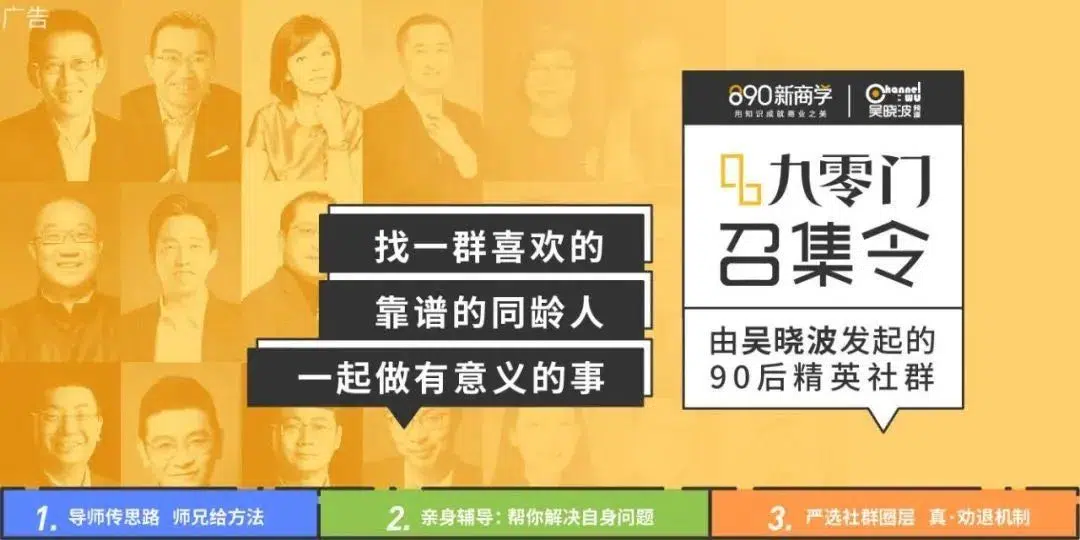 广告
890新商学
用知识成就商业之美
Channel Wu
吴晓波频道
九零门
召集令
找一群喜欢的
靠谱的同龄人
一起做有意义的事
由吴晓波发起的
90后精英社群
1. 导师传思路 师兄给方法
2. 亲身辅导：帮你解决自身问题
3. 严选社群圈层 真·劝退机制